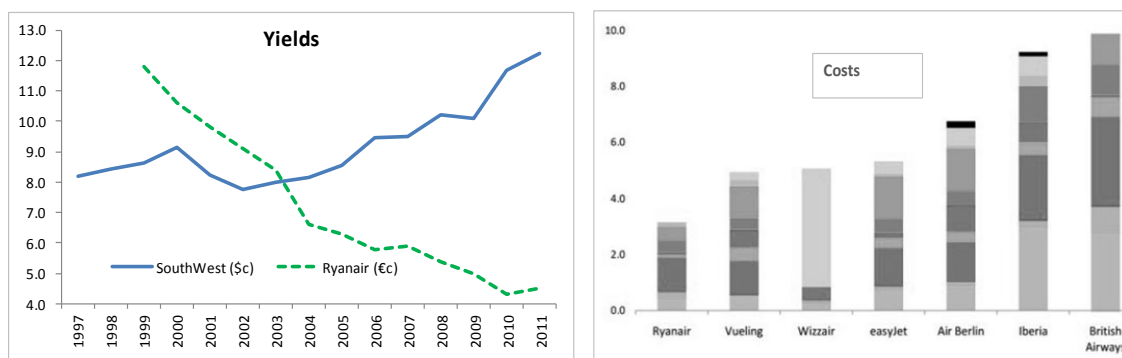 Yields
13.0
12.0
11.0
10.0
9.0
8.0
7.0
6.0
5.0
4.0
SouthWest ($c)
Ryanair (€c)
1997
1998
1999
2000
2001
2002
2003
2004
2005
2006
2007
2008
2009
2010
2011
Costs
10.0
8.0
6.0
4.0
2.0
0.0
Ryanair
Vueling
Wizzair
easyJet
Air Berlin
Iberia
British
Airways